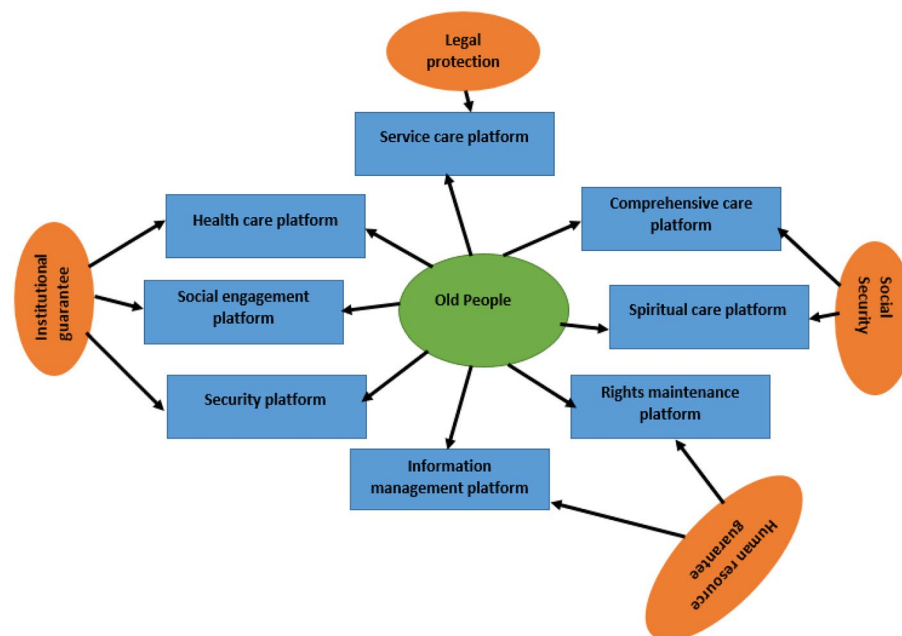 Legal
protection
Service care platform
Health care platform
Comprehensive care
platform
Institutional
guarantee
Social engagement
platform
Old People
Spiritual care platform
Social
Security
Security platform
Rights maintenance
platform
Information
management platform
Human resource
guarantee